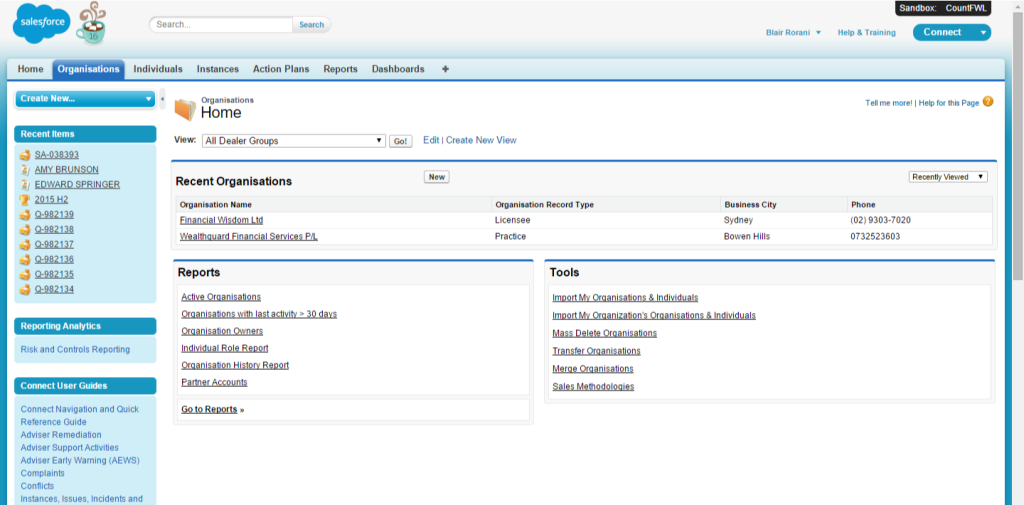 Sandbox: CountFWL
salesforce
16
Search...
Search
Blair Rorani
Help & Training
Connect
Home Organisations Individuals Instances Action Plans Reports Dashboards +
Create New...
Recent Items
SA-038393
AMY BRUNSON
EDWARD SPRINGER
2015 H2
Q-982139
Q-982138
Q-982137
Q-982136
Q-982135
Q-982134
Reporting Analytics
Risk and Controls Reporting
Connect User Guides
Connect Navigation and Quick
Reference Guide
Adviser Remediation
Adviser Support Activities
Adviser Early Warning (AEWS)
Complaints
Conflicts
Instances, Issues, Incidents and
Organisations
Home
Tell me more! | Help for this Page ?
View: All Dealer Groups Go! Edit | Create New View
Recent Organisations New Recently Viewed
Organisation Name Organisation Record Type Business City Phone
Financial Wisdom Ltd Licensee Sydney (02) 9303-7020
Wealthguard Financial Services P/L Practice Bowen Hills 0732523603
Reports
Active Organisations
Organisations with last activity > 30 days
Organisation Owners
Individual Role Report
Organisation History Report
Partner Accounts
Go to Reports »
Tools
Import My Organisations & Individuals
Import My Organization's Organisations & Individuals
Mass Delete Organisations
Transfer Organisations
Merge Organisations
Sales Methodologies